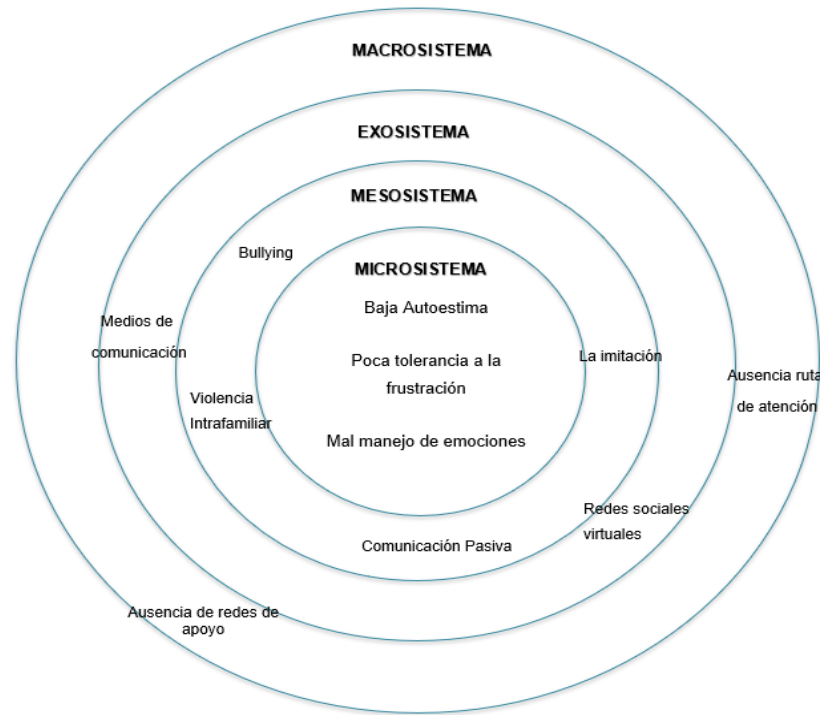 MACROSISTEMA
EXOSISTEMA
MESOSISTEMA
Bullying
MICROSISTEMA
Baja Autoestima
Medios de
comunicación
Poca tolerancia a la
frustración
La imitación
Ausencia ruta
de atención
Violencia
Intrafamiliar
Mal manejo de emociones
Redes sociales
virtuales
Comunicación Pasiva
Ausencia de redes de
apoyo